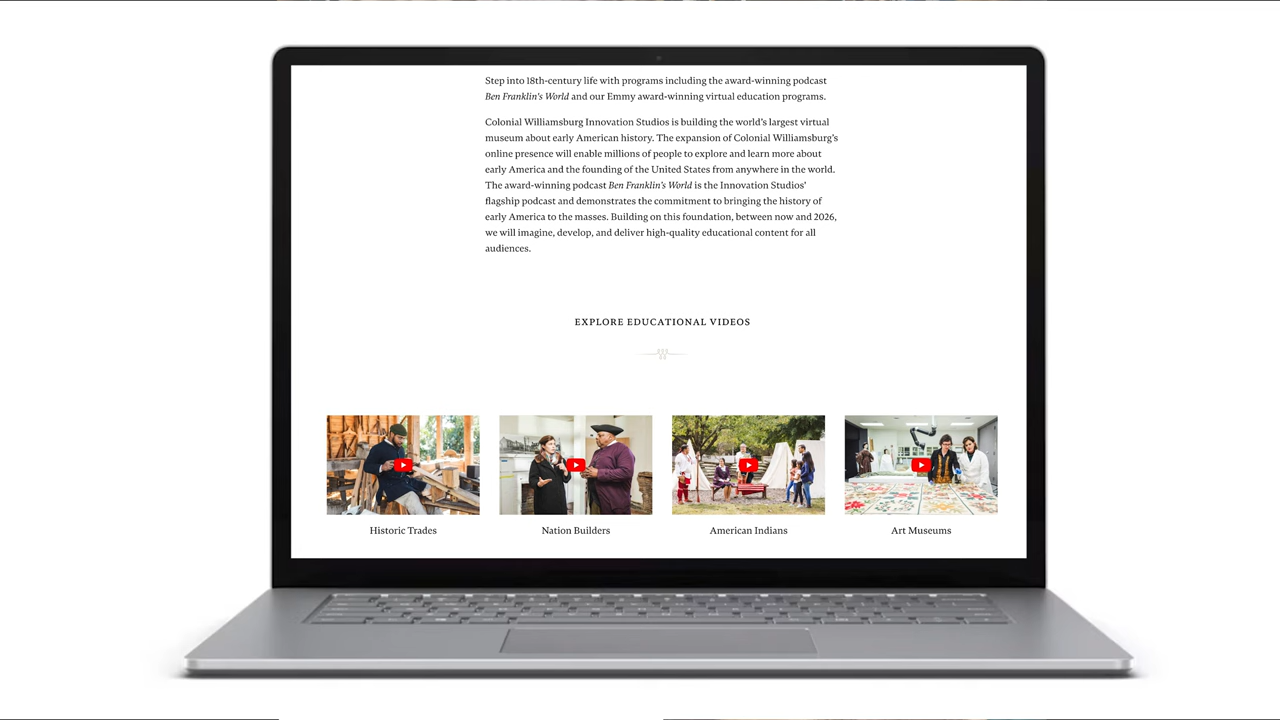 Step into 18th-century life with programs including the award-winning podcast
Ben Franklin's World and our Emmy award-winning virtual education programs.
Colonial Williamsburg Innovation Studios is building the world's largest virtual
museum about early American history. The expansion of Colonial Williamsburg's
online presence will enable millions of people to explore and learn more about
early America and the founding of the United States from anywhere in the world.
The award-winning podcast Ben Franklin's World is the Innovation Studios'
flagship podcast and demonstrates the commitment to bringing the history of
early America to the masses. Building on this foundation, between now and 2026,
we will imagine, develop, and deliver high-quality educational content for all
audiences.
EXPLORE EDUCATIONAL VIDEOS
Historic Trades
Nation Builders
American Indians
Art Museums